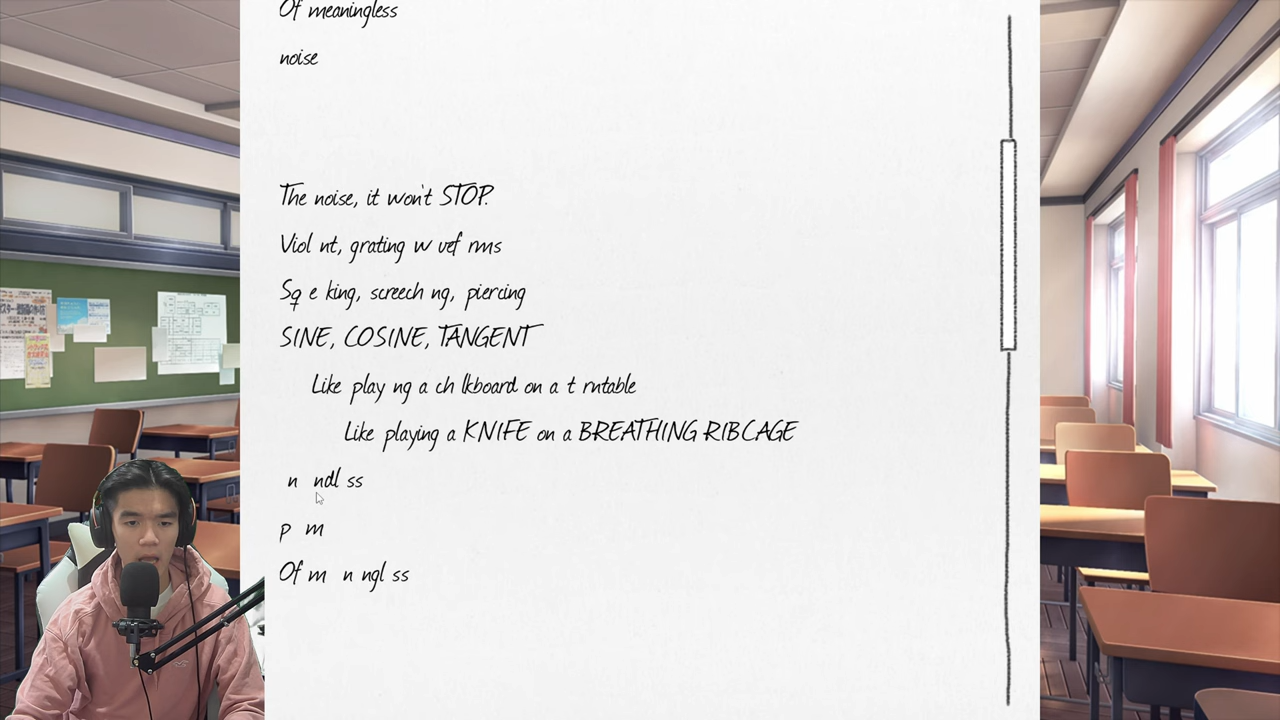 Of meaningless
noise
The noise, it won't STOP.
Viol nt, grating w vef rms
Sq e king, screech ng, piercing
SINE, COSINE, TANGENT
Like play ng a ch lkboard on a t rntable
Like playing a KNIFE on a BREATHING RIBCAGE
n ndl ss
p m
Of m n ngl ss